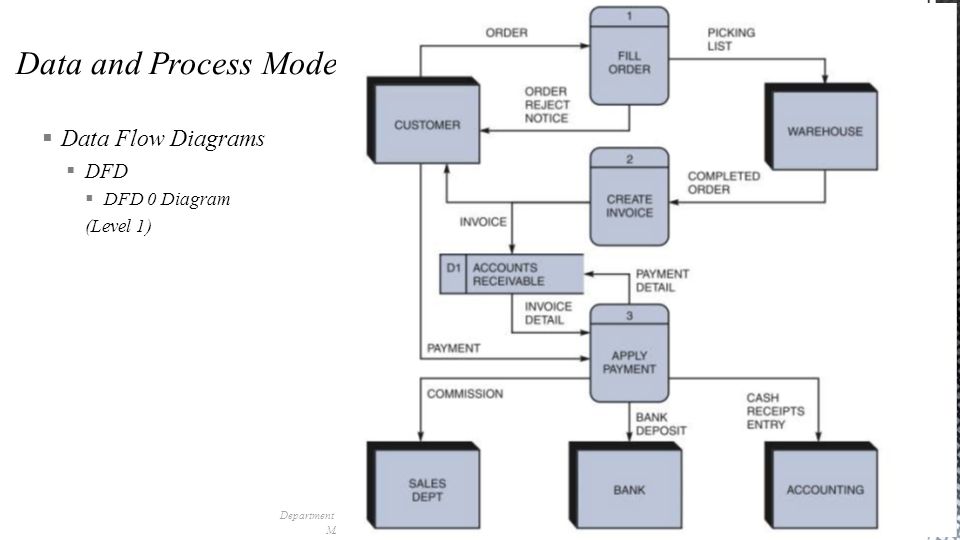 Data and Process Mode
▪ Data Flow Diagrams
▪ DFD
▪ DFD 0 Diagram
(Level 1)
ORDER
1
FILL
ORDER
PICKING
LIST
ORDER
REJECT
NOTICE
CUSTOMER
WAREHOUSE
2
CREATE
INVOICE
COMPLETED
ORDER
INVOICE
D1
ACCOUNTS
RECEIVABLE
PAYMENT
DETAIL
INVOICE
DETAIL
3
APPLY
PAYMENT
PAYMENT
COMMISSION
BANK
DEPOSIT
CASH
RECEIPTS
ENTRY
SALES
DEPT
BANK
ACCOUNTING
Department
M